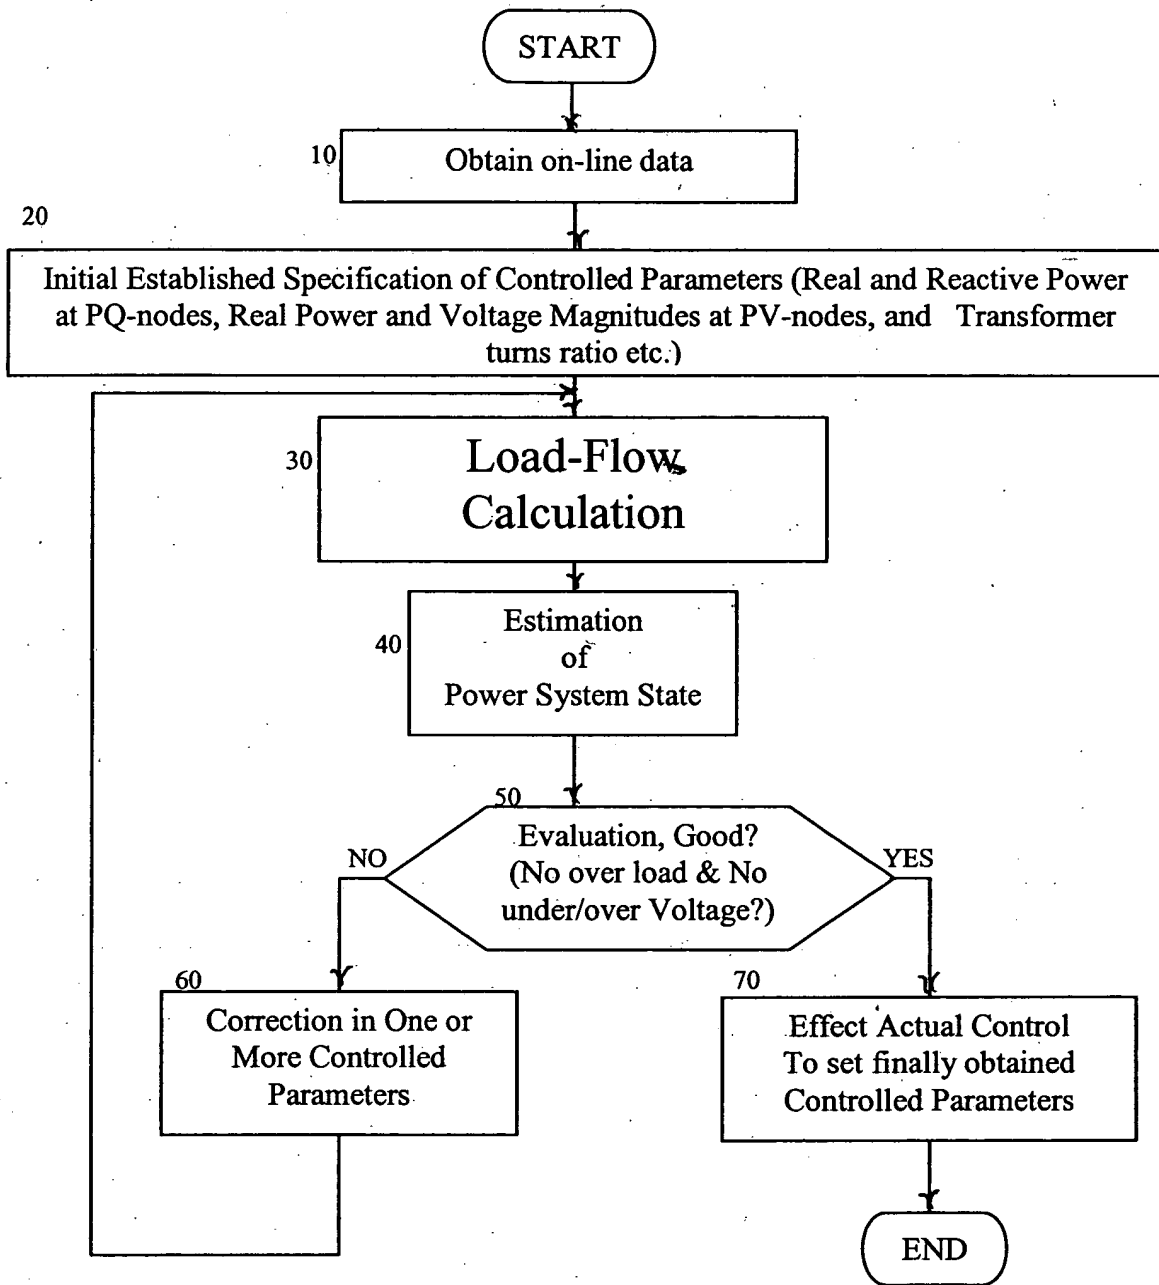 START
10
Obtain on-line data
20
Initial Established Specification of Controlled Parameters (Real and Reactive Power
at PQ-nodes, Real Power and Voltage Magnitudes at PV-nodes, and Transformer
turns ratio etc.)
30
Load-Flow
Calculation
40
Estimation
of
Power System State
50
Evaluation, Good?
(No over load & No
under/over Voltage?)
NO
YES
60
Correction in One or
More Controlled
Parameters
70
Effect Actual Control
To set finally obtained
Controlled Parameters
END